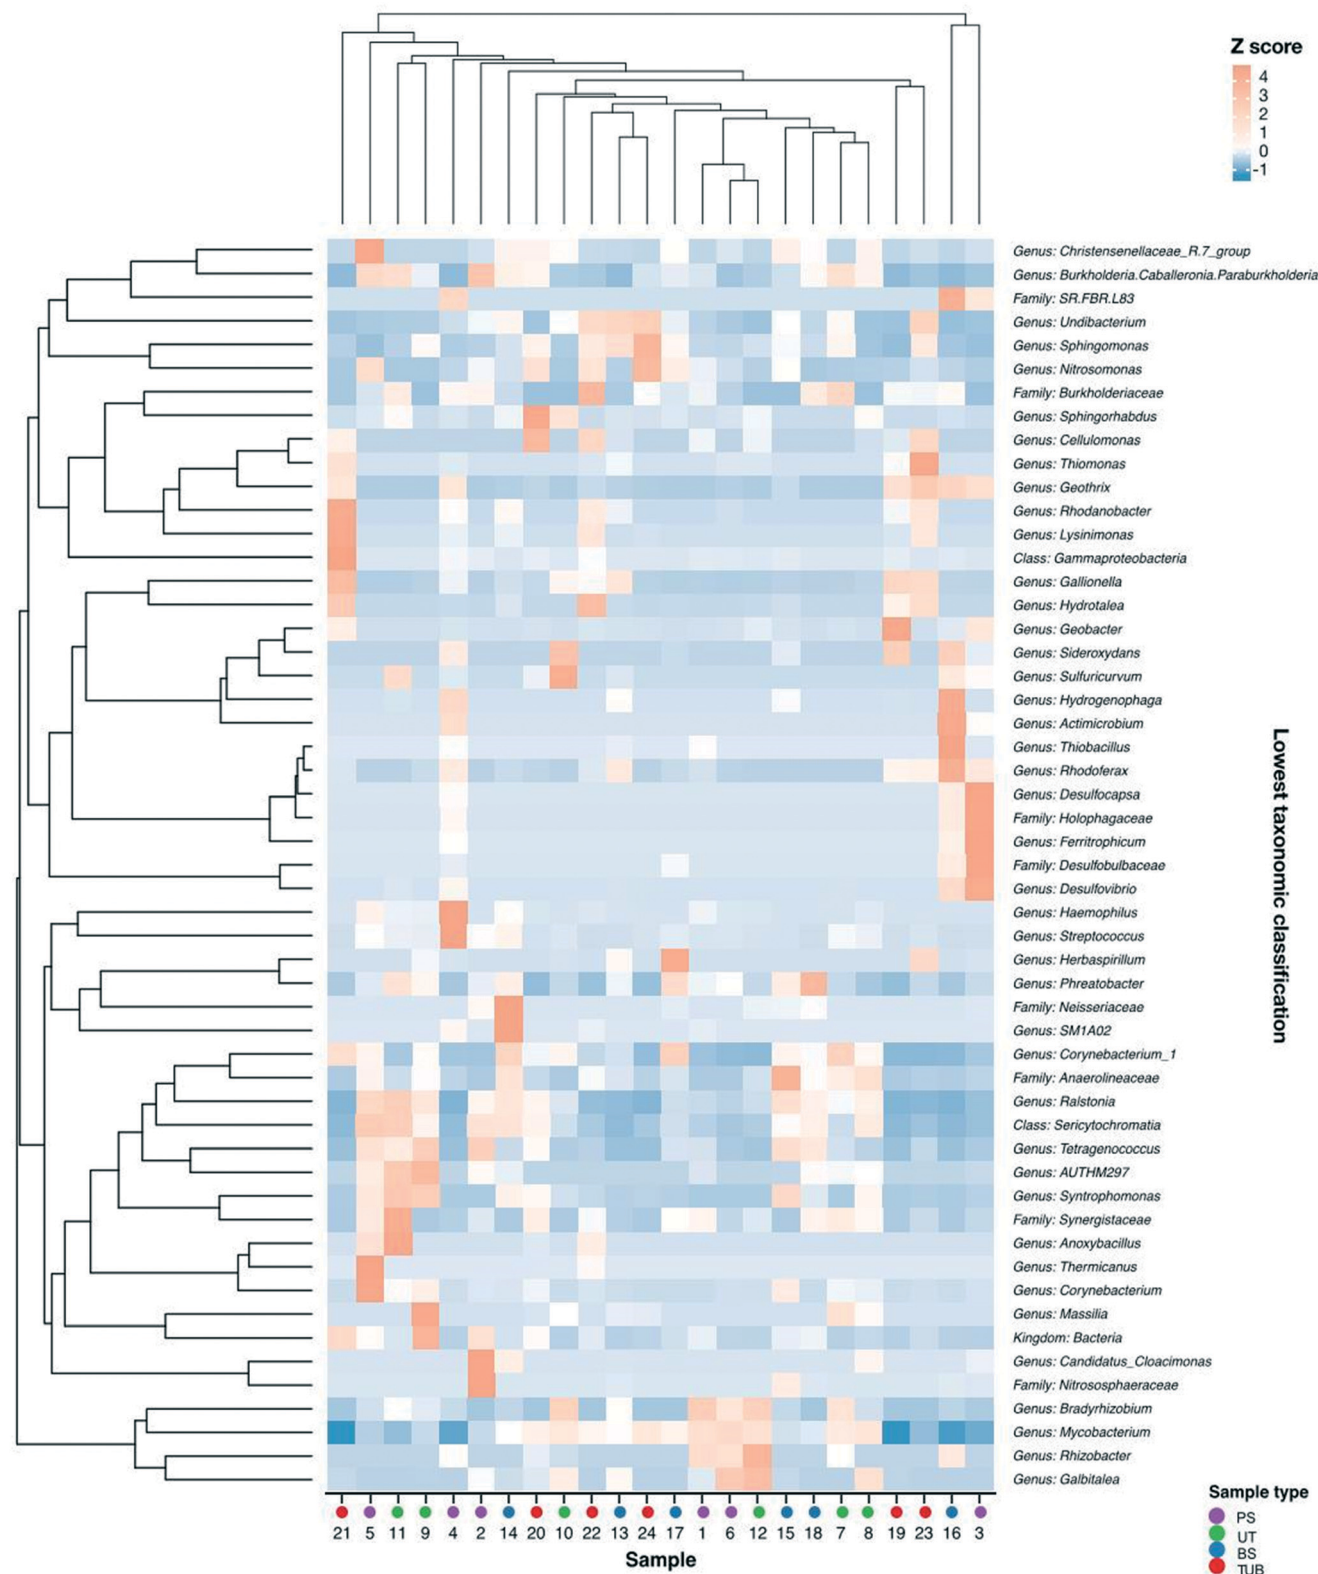 Z score
4
3
2
1
0
-1
Genus: Christensenellaceae_R.7_group
Genus: Burkholderia.Caballeronia.Paraburkholderia
Family: SR.FBR.L83
Genus: Undibacterium
Genus: Sphingomonas
Genus: Nitrosomonas
Family: Burkholderiaceae
Genus: Sphingorhabdus
Genus: Cellulomonas
Genus: Thiomonas
Genus: Geothrix
Genus: Rhodanobacter
Genus: Lysinimonas
Class: Gammaproteobacteria
Genus: Gallionella
Genus: Hydrotalea
Genus: Geobacter
Genus: Sideroxydans
Genus: Sulfuricurvum
Genus: Hydrogenophaga
Genus: Actimicrobium
Genus: Thiobacillus
Genus: Rhodoferax
Genus: Desulfocapsa
Family: Holophagaceae
Genus: Ferritrophicum
Family: Desulfobulbaceae
Genus: Desulfovibrio
Genus: Haemophilus
Genus: Streptococcus
Genus: Herbaspirillum
Genus: Phreatobacter
Family: Neisseriaceae
Genus: SM1A02
Genus: Corynebacterium_1
Family: Anaerolineaceae
Genus: Ralstonia
Class: Sericytochromatia
Genus: Tetragenococcus
Genus: AUTHM297
Genus: Syntrophomonas
Family: Synergistaceae
Genus: Anoxybacillus
Genus: Thermicanus
Genus: Corynebacterium
Genus: Massilia
Kingdom: Bacteria
Genus: Candidatus_Cloacimonas
Family: Nitrososphaeraceae
Genus: Bradyrhizobium
Genus: Mycobacterium
Genus: Rhizobacter
Genus: Galbitalea
Lowest taxonomic classification
21 5 11 9 4 2 14 20 10 22 13 24 17 1 6 12 15 18 7 8 19 23 16 3
Sample
Sample type
PS
UT
BS
TUB